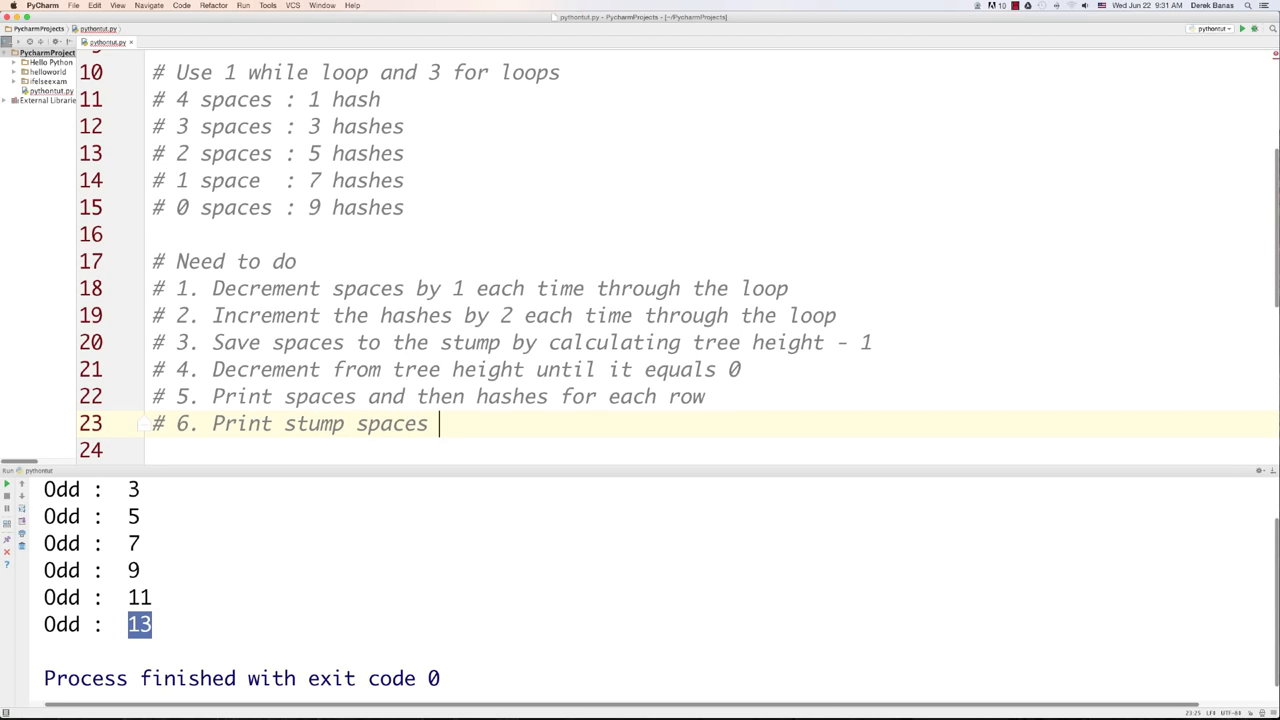 PyCharm File Edit View Navigate Code Refactor Run Tools VCS Window Help 10 Wed Jun 22 9:31 AM Derek Banas
pythontut.py - PycharmProjects - [~/PycharmProjects]
PycharmProjects pythontut.py pythontut
pythontut.py
PycharmProject
Hello Python
helloworld
ifelseexam
pythontut.py
External Librarie
10 # Use 1 while loop and 3 for loops
11 # 4 spaces : 1 hash
12 # 3 spaces : 3 hashes
13 # 2 spaces : 5 hashes
14 # 1 space  : 7 hashes
15 # 0 spaces : 9 hashes
16
17 # Need to do
18 # 1. Decrement spaces by 1 each time through the loop
19 # 2. Increment the hashes by 2 each time through the loop
20 # 3. Save spaces to the stump by calculating tree height - 1
21 # 4. Decrement from tree height until it equals 0
22 # 5. Print spaces and then hashes for each row
23 # 6. Print stump spaces
24
Run pythontut
Odd :  3
Odd :  5
Odd :  7
Odd :  9
Odd :  11
Odd :  13
Process finished with exit code 0
23:25 LF÷ UTF-8÷